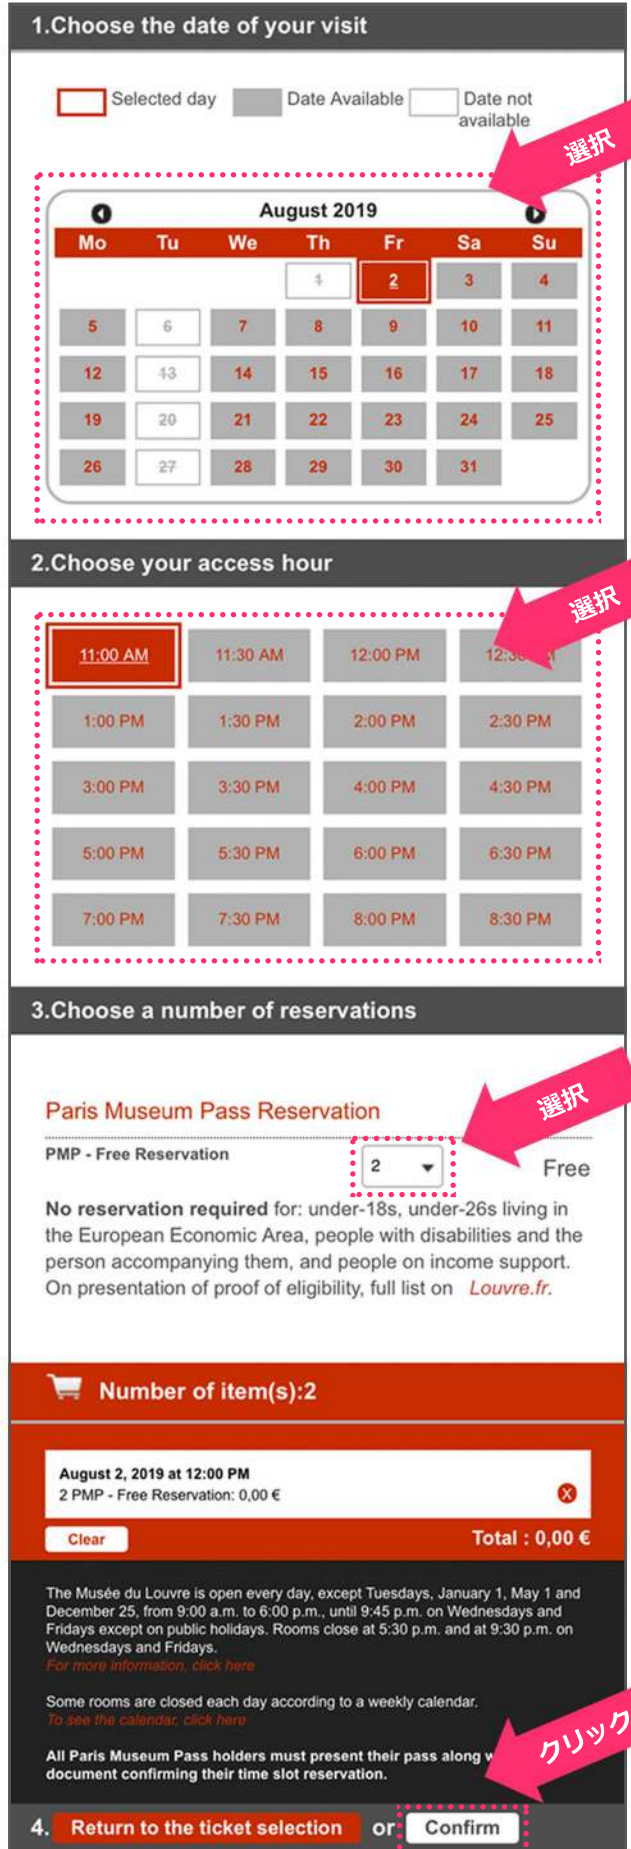 1.Choose the date of your visit
Selected day
Date Available
Date not
available
選択
August 2019
Mo Tu We Th Fr Sa Su
1 2 3 4
5 6 7 8 9 10 11
12 13 14 15 16 17 18
19 20 21 22 23 24 25
26 27 28 29 30 31
2.Choose your access hour
選択
11:00 AM 11:30 AM 12:00 PM
1:00 PM 1:30 PM 2:00 PM 2:30 PM
3:00 PM 3:30 PM 4:00 PM 4:30 PM
5:00 PM 5:30 PM 6:00 PM 6:30 PM
7:00 PM 7:30 PM 8:00 PM 8:30 PM
3.Choose a number of reservations
選択
Paris Museum Pass Reservation
PMP - Free Reservation 2 Free
No reservation required for: under-18s, under-26s living in
the European Economic Area, people with disabilities and the
person accompanying them, and people on income support.
On presentation of proof of eligibility, full list on Louvre.fr.
Number of item(s):2
August 2, 2019 at 12:00 PM
2 PMP - Free Reservation: 0,00 €
X
Clear
Total : 0,00 €
The Musée du Louvre is open every day, except Tuesdays, January 1, May 1 and
December 25, from 9:00 a.m. to 6:00 p.m., until 9:45 p.m. on Wednesdays and
Fridays except on public holidays. Rooms close at 5:30 p.m. and at 9:30 p.m. on
Wednesdays and Fridays.
For more information, click here
Some rooms are closed each day according to a weekly calendar.
To see the calendar, click here
クリック
All Paris Museum Pass holders must present their pass along
document confirming their time slot reservation.
4. Return to the ticket selection or Confirm